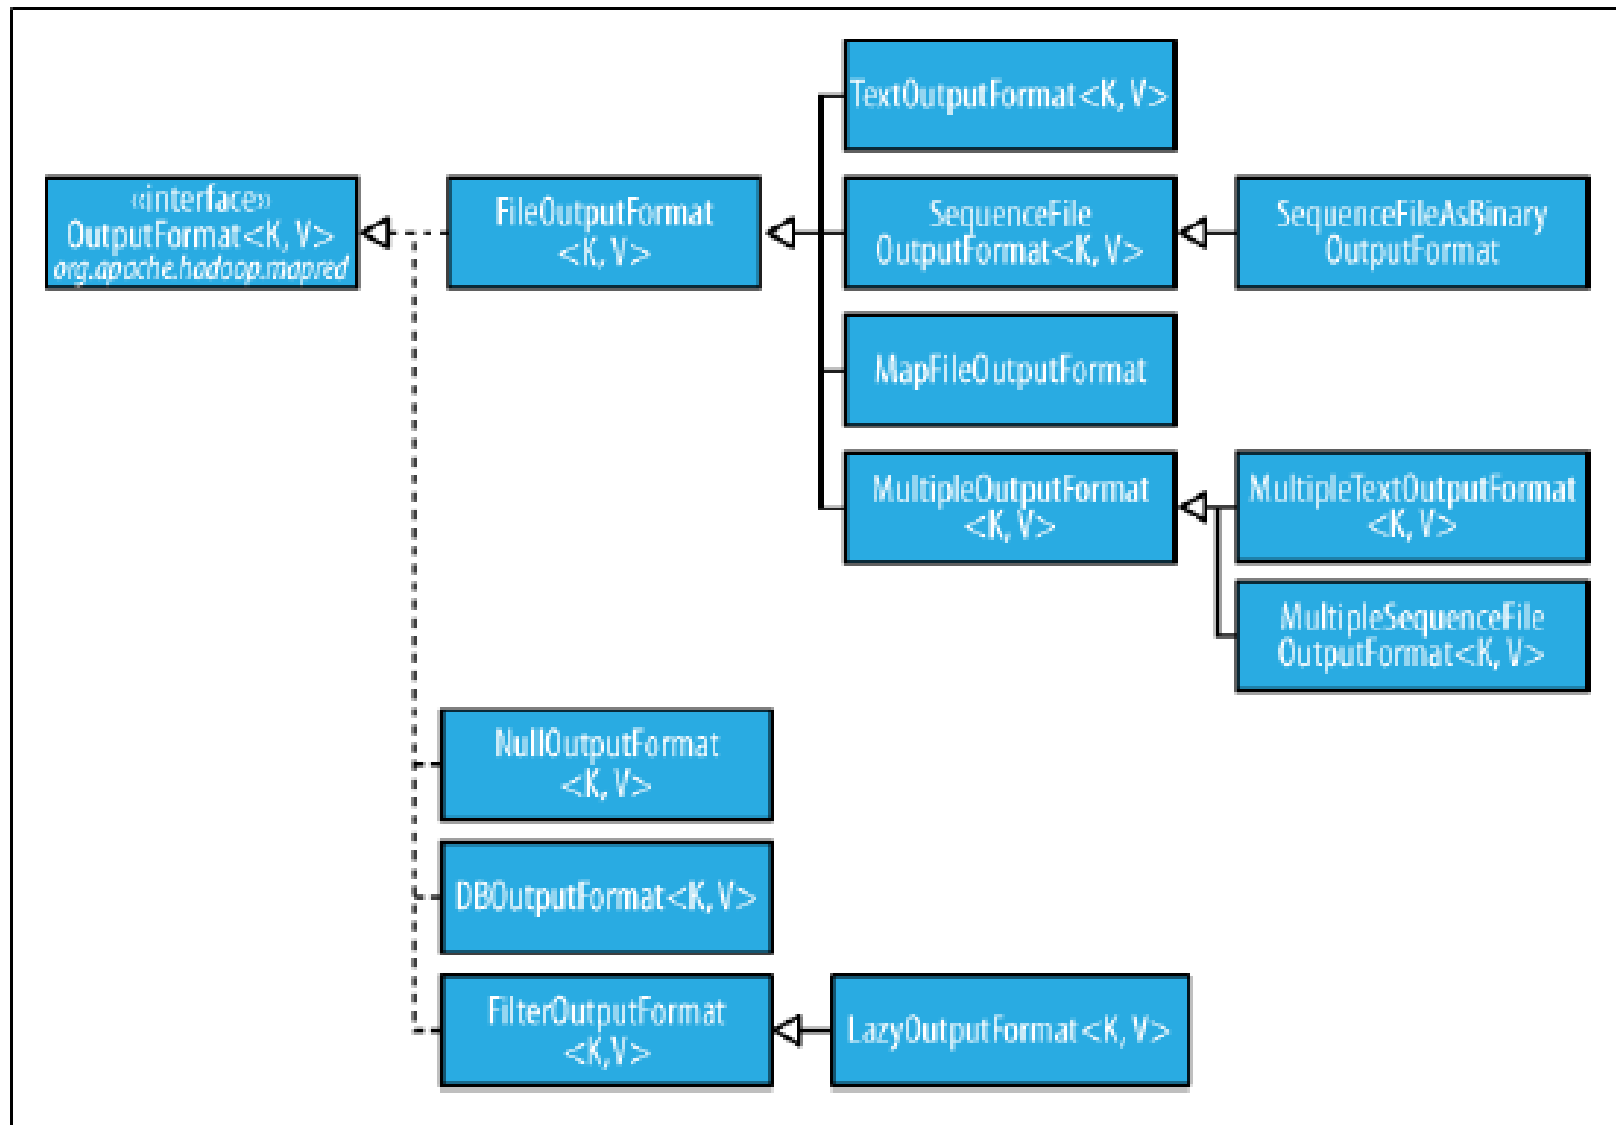 TextOutputFormat<K, V>
«interface»
OutputFormat<K, V>
org.apache.hadoop.mapred
FileOutputFormat
<K, V>
SequenceFile
OutputFormat<K, V>
SequenceFileAsBinary
OutputFormat
MapFileOutputFormat
MultipleOutputFormat
<K, V>
MultipleTextOutputFormat
<K, V>
MultipleSequenceFile
OutputFormat<K, V>
NullOutputFormat
<K, V>
DBOutputFormat<K, V>
FilterOutputFormat
<K,V>
LazyOutputFormat<K, V>